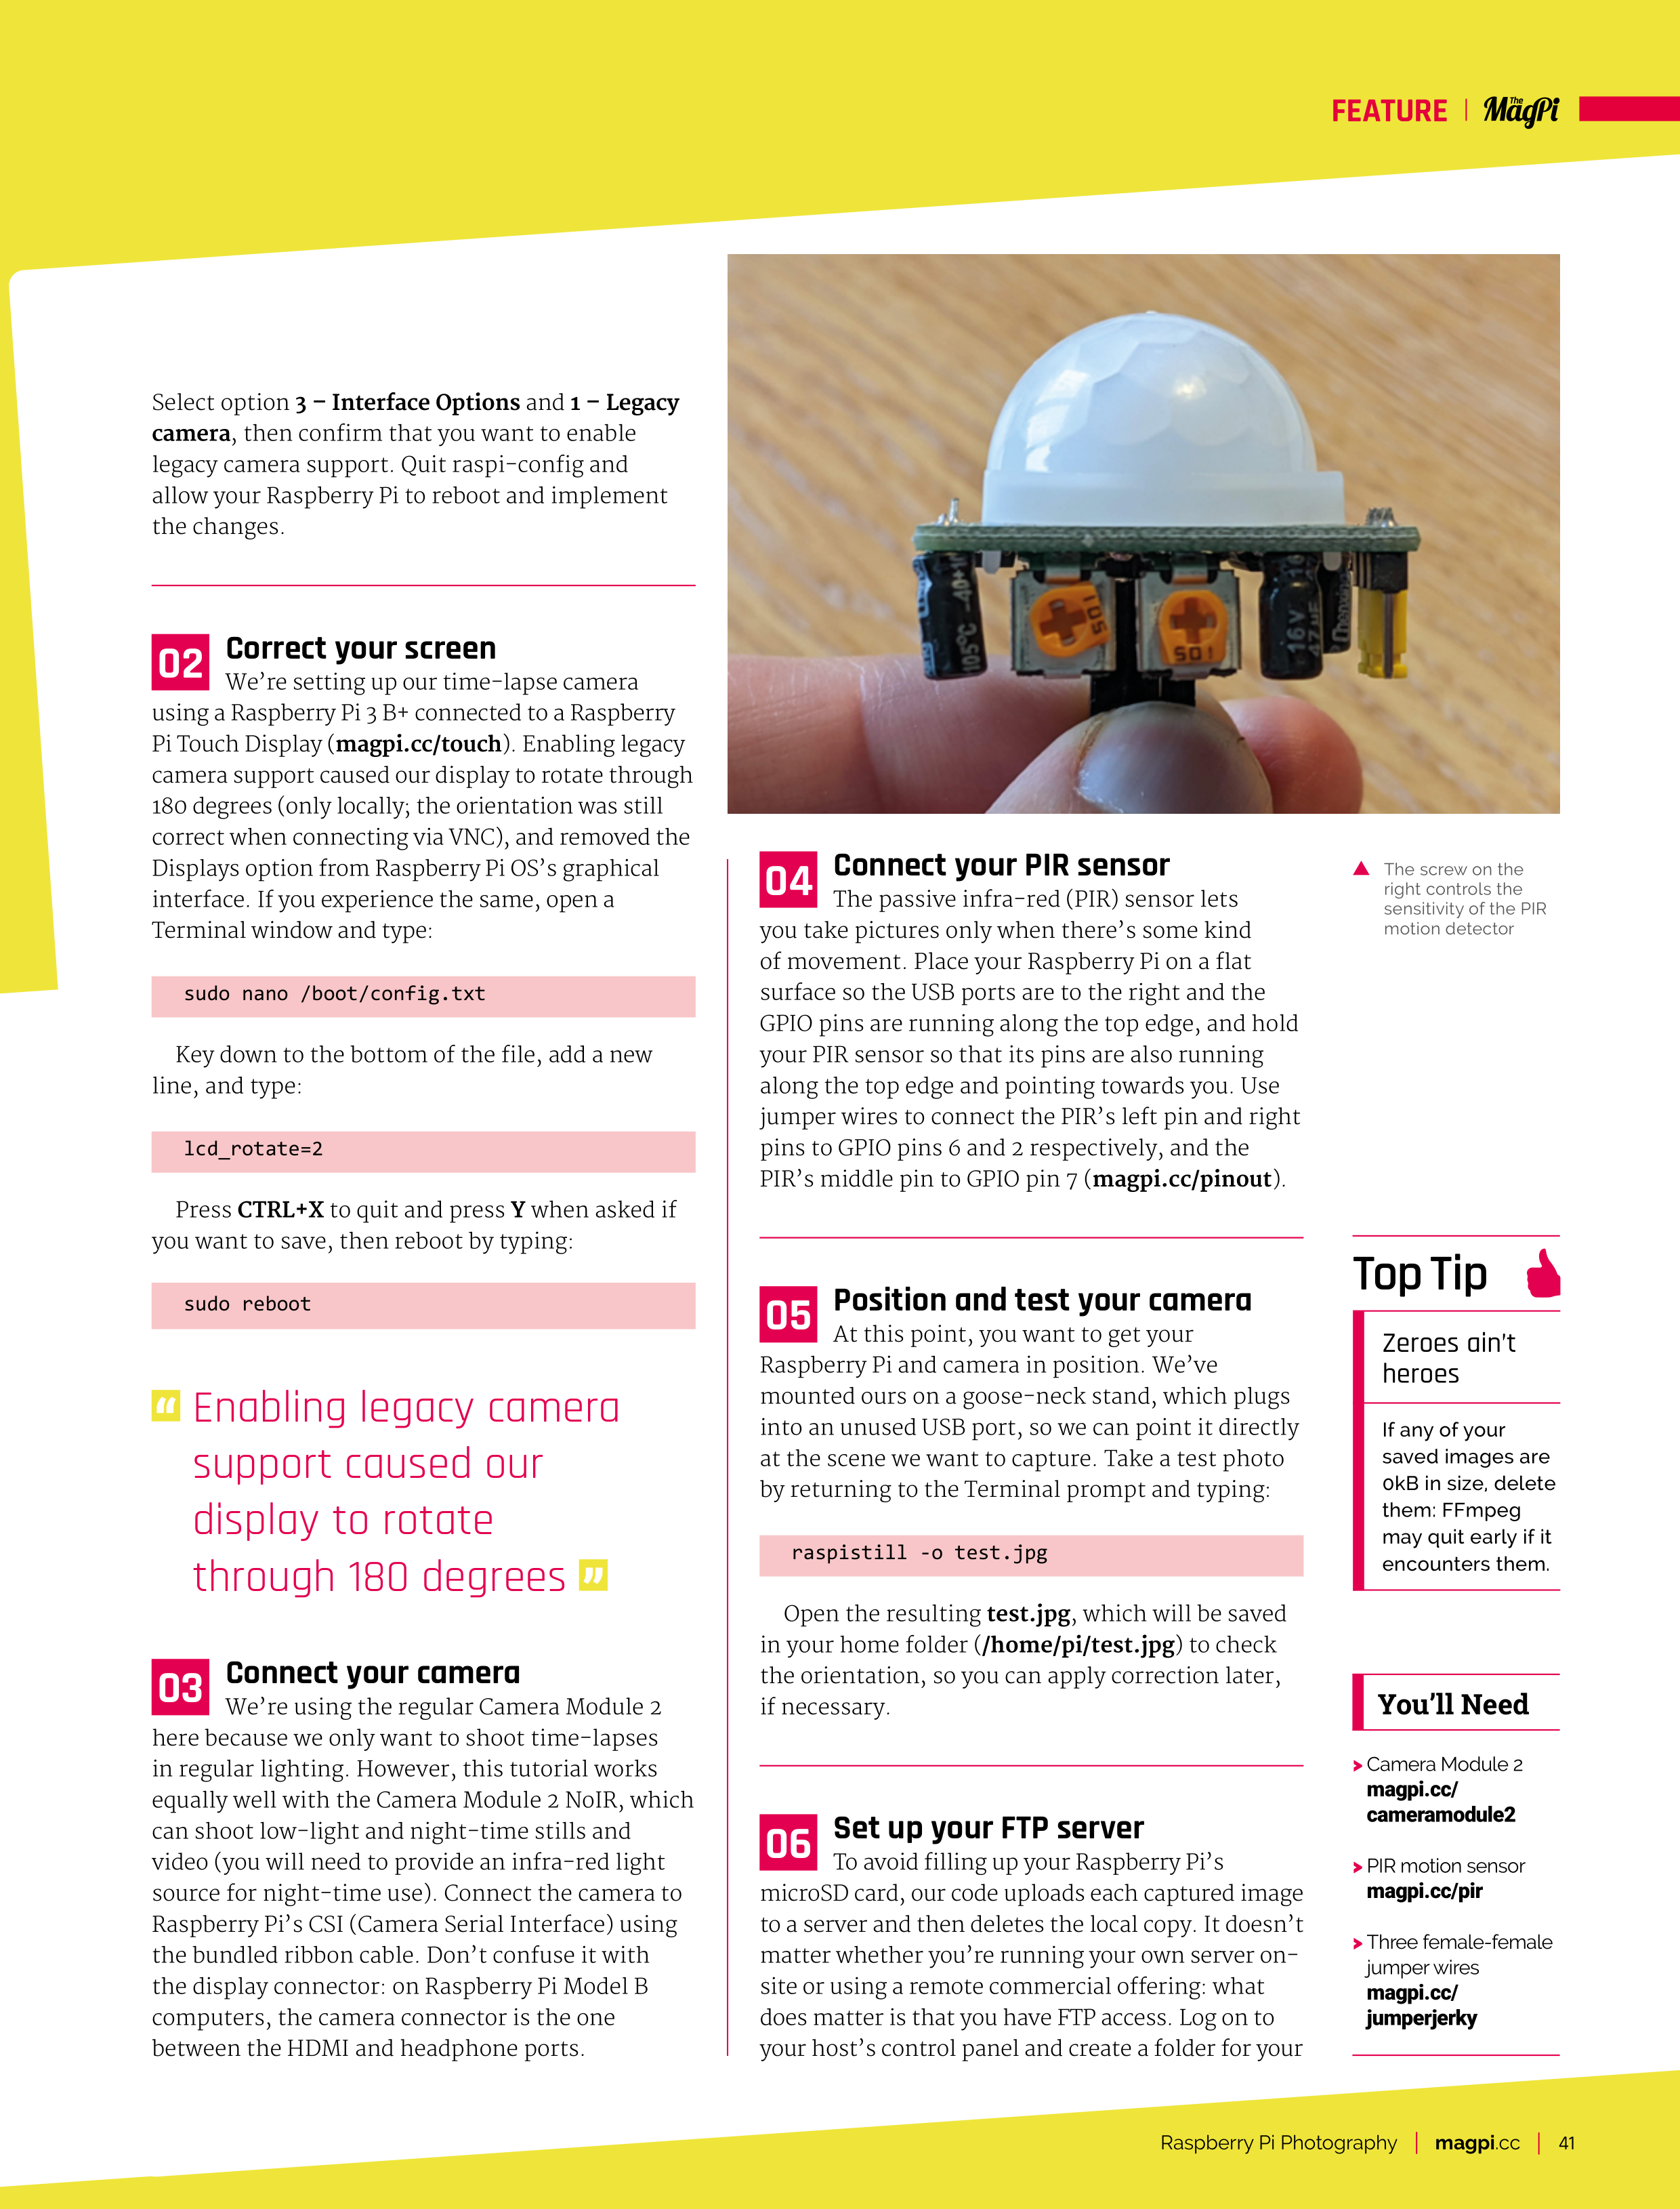 FEATURE
The MagPi
Select option 3 – Interface Options and 1 – Legacy
camera, then confirm that you want to enable
legacy camera support. Quit raspi-config and
allow your Raspberry Pi to reboot and implement
the changes.
02
Correct your screen
We’re setting up our time-lapse camera
using a Raspberry Pi 3 B+ connected to a Raspberry
Pi Touch Display (magpi.cc/touch). Enabling legacy
camera support caused our display to rotate through
180 degrees (only locally; the orientation was still
correct when connecting via VNC), and removed the
Displays option from Raspberry Pi OS’s graphical
interface. If you experience the same, open a
Terminal window and type:
sudo nano /boot/config.txt
Key down to the bottom of the file, add a new
line, and type:
lcd_rotate=2
Press CTRL+X to quit and press Y when asked if
you want to save, then reboot by typing:
sudo reboot
“ Enabling legacy camera
support caused our
display to rotate
through 180 degrees ”
03
Connect your camera
We’re using the regular Camera Module 2
here because we only want to shoot time-lapses
in regular lighting. However, this tutorial works
equally well with the Camera Module 2 NoIR, which
can shoot low-light and night-time stills and
video (you will need to provide an infra-red light
source for night-time use). Connect the camera to
Raspberry Pi’s CSI (Camera Serial Interface) using
the bundled ribbon cable. Don’t confuse it with
the display connector: on Raspberry Pi Model B
computers, the camera connector is the one
between the HDMI and headphone ports.
105°C
-40+1
501
501
16V
47µF
04
Connect your PIR sensor
The passive infra-red (PIR) sensor lets
you take pictures only when there’s some kind
of movement. Place your Raspberry Pi on a flat
surface so the USB ports are to the right and the
GPIO pins are running along the top edge, and hold
your PIR sensor so that its pins are also running
along the top edge and pointing towards you. Use
jumper wires to connect the PIR’s left pin and right
pins to GPIO pins 6 and 2 respectively, and the
PIR’s middle pin to GPIO pin 7 (magpi.cc/pinout).
05
Position and test your camera
At this point, you want to get your
Raspberry Pi and camera in position. We’ve
mounted ours on a goose-neck stand, which plugs
into an unused USB port, so we can point it directly
at the scene we want to capture. Take a test photo
by returning to the Terminal prompt and typing:
raspistill -o test.jpg
Open the resulting test.jpg, which will be saved
in your home folder (/home/pi/test.jpg) to check
the orientation, so you can apply correction later,
if necessary.
06
Set up your FTP server
To avoid filling up your Raspberry Pi’s
microSD card, our code uploads each captured image
to a server and then deletes the local copy. It doesn’t
matter whether you’re running your own server on-
site or using a remote commercial offering: what
does matter is that you have FTP access. Log on to
your host’s control panel and create a folder for your
The screw on the
right controls the
sensitivity of the PIR
motion detector
Top Tip
Zeroes ain’t
heroes
If any of your
saved images are
0kB in size, delete
them: FFmpeg
may quit early if it
encounters them.
You’ll Need
> Camera Module 2
magpi.cc/
cameramodule2
> PIR motion sensor
magpi.cc/pir
> Three female-female
jumper wires
magpi.cc/
jumperjerky
Raspberry Pi Photography | magpi.cc | 41